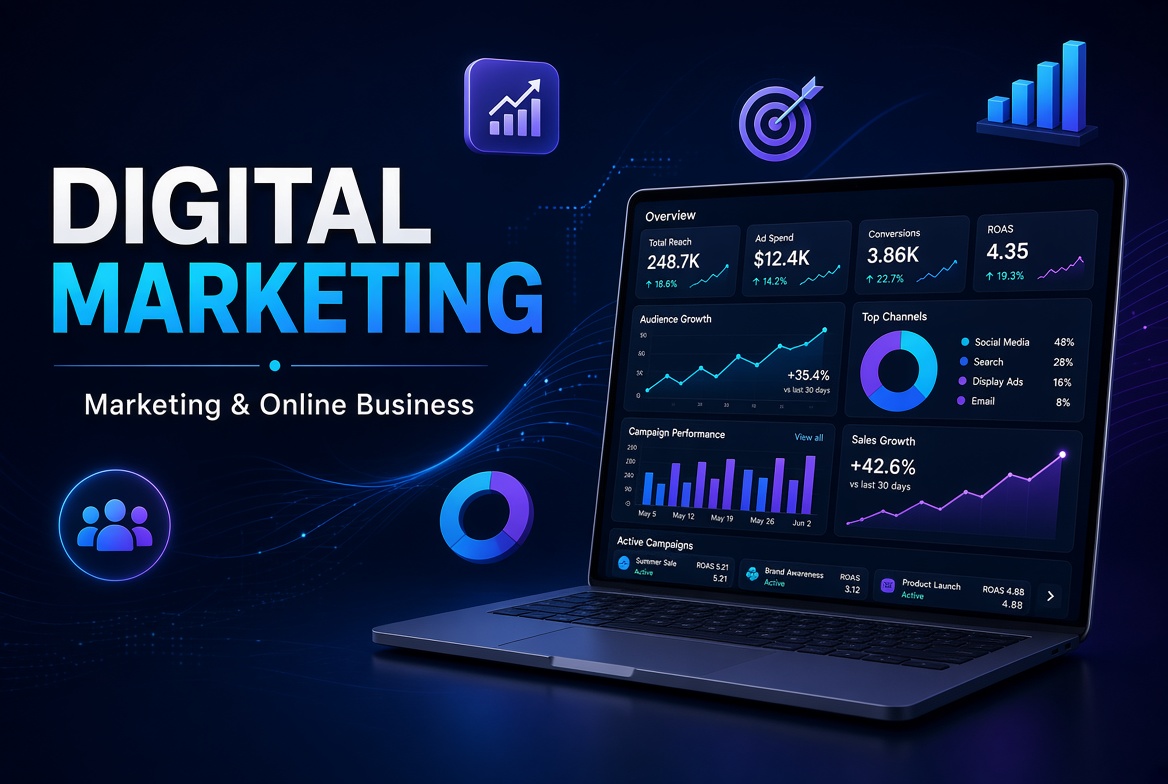 DIGITAL
MARKETING
Marketing & Online Business
Overview
Total Reach
248.7K
↑ 18.6%
Ad Spend
$12.4K
↑ 14.2%
Conversions
3.86K
↑ 22.7%
ROAS
4.35
↑ 19.3%
Audience Growth
+35.4%
vs last 30 days
Top Channels
Social Media 48%
Search 28%
Display Ads 16%
Email 8%
Campaign Performance
View all
May 5 May 12 May 19 May 26 Jun 2
Sales Growth
+42.6%
vs last 30 days
Active Campaigns
Summer Sale ROAS 5.21
Active 5.21
Brand Awareness ROAS
Active 3.12
Product Launch ROAS 4.88
Active 4.88